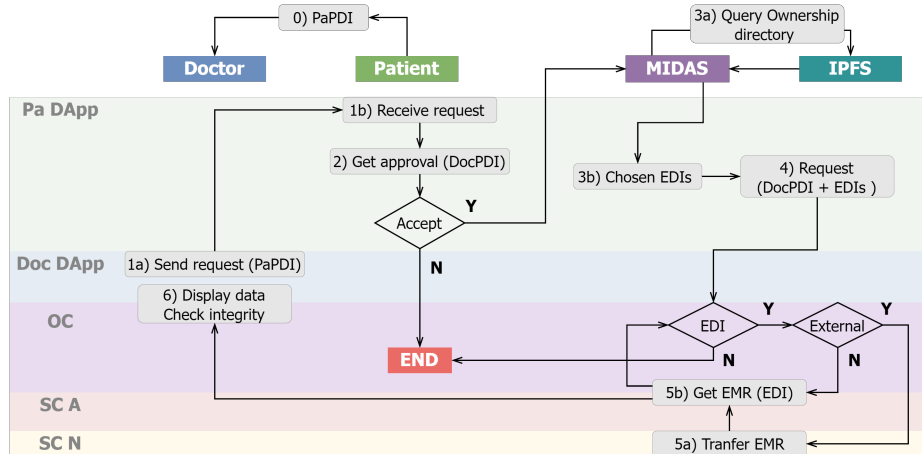 0) PaPDI
3a) Query Ownership
directory
Doctor
Patient
MIDAS
IPFS
Pa DApp
1b) Receive request
2) Get approval (DocPDI)
3b) Chosen EDIs
4) Request
(DocPDI + EDIs )
Accept
Y
N
Doc DApp
1a) Send request (PaPDI)
6) Display data
Check integrity
OC
EDI
Y
External
Y
N
N
END
SC A
5b) Get EMR (EDI)
SC N
5a) Tranfer EMR